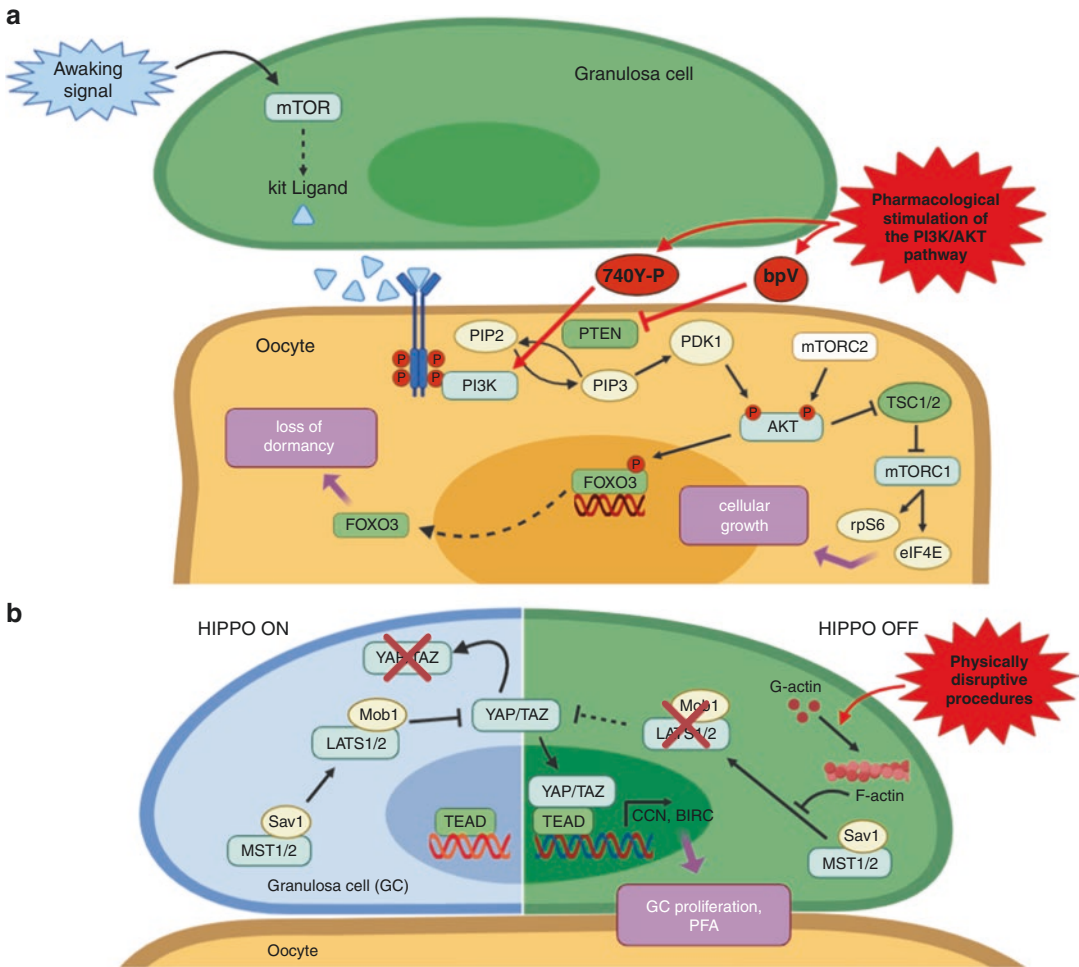 a
Awaking
signal
Granulosa cell
mTOR
kit Ligand
Pharmacological
stimulation of
the PI3K/AKT
pathway
740Y-P
bpV
Oocyte
PIP2
PTEN
PDK1
mTORC2
P
P
P
P
PI3K
PIP3
TSC1/2
P
P
AKT
loss of
dormancy
P
FOXO3
mTORC1
FOXO3
cellular
growth
rpS6
eIF4E
b
HIPPO ON
HIPPO OFF
YAP/TAZ
Physically
disruptive
procedures
G-actin
Mob1
YAP/TAZ
Mob1
LATS1/2
LATS1/2
F-actin
YAP/TAZ
CCN, BIRC
Sav1
TEAD
TEAD
Sav1
MST1/2
MST1/2
Granulosa cell (GC)
GC proliferation,
PFA
Oocyte